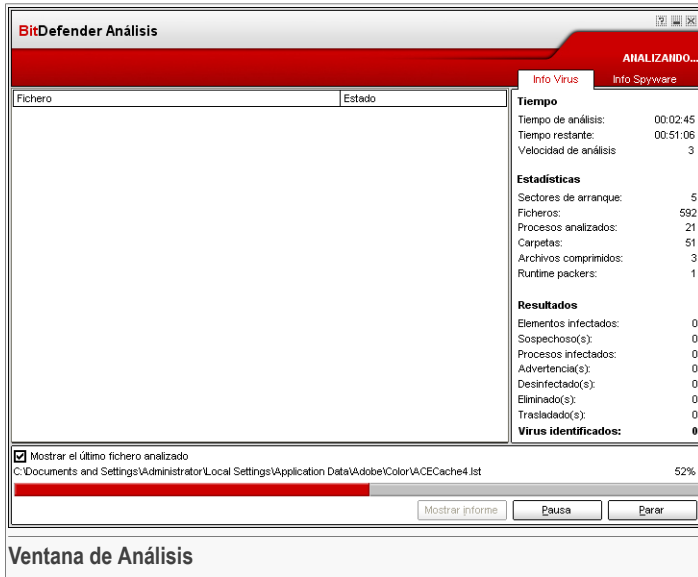 BitDefender Análisis
ANALIZANDO...
Info Virus Info Spyware
Fichero Estado
Tiempo
Tiempo de análisis: 00:02:45
Tiempo restante: 00:51:06
Velocidad de análisis 3
Estadísticas
Sectores de arranque: 5
Ficheros: 592
Procesos analizados: 21
Carpetas: 51
Archivos comprimidos: 3
Runtime packers: 1
Resultados
Elementos infectados: 0
Sospechoso(s): 0
Procesos infectados: 0
Advertencia(s): 0
Desinfectado(s): 0
Eliminado(s): 0
Trasladado(s): 0
Virus identificados: 0
Mostrar el último fichero analizado
C:\Documents and Settings\Administrator\Local Settings\Application Data\Adobe\Color\ACECache4.lst 52%
Mostrar informe Pausa Parar
Ventana de Análisis